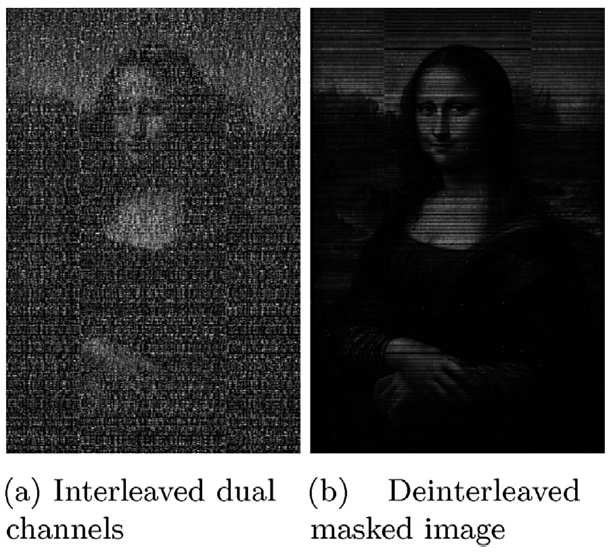 (a) Interleaved dual
channels
(b) Deinterleaved
masked image